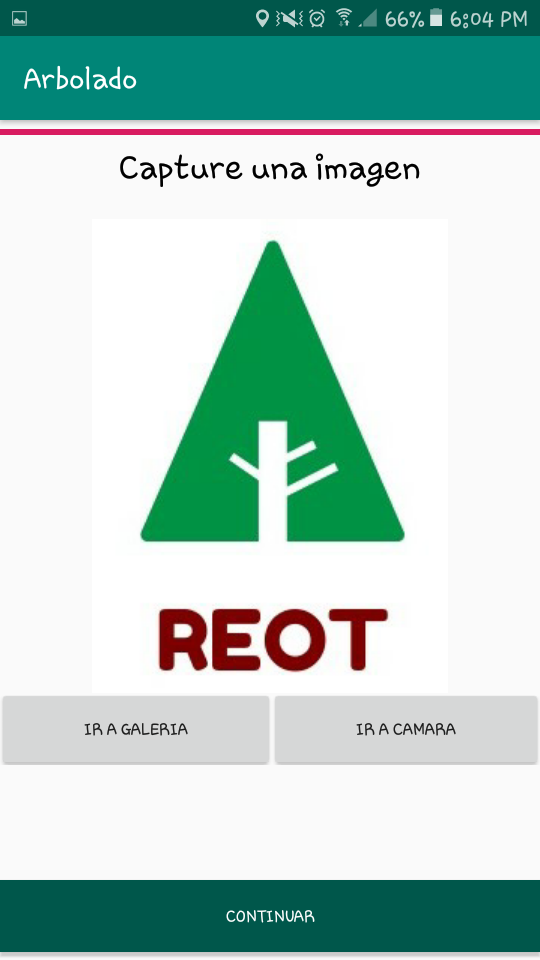 66% 6:04 PM
Arbolado
Capture una imagen
REOT
IR A GALERIA
IR A CAMARA
CONTINUAR